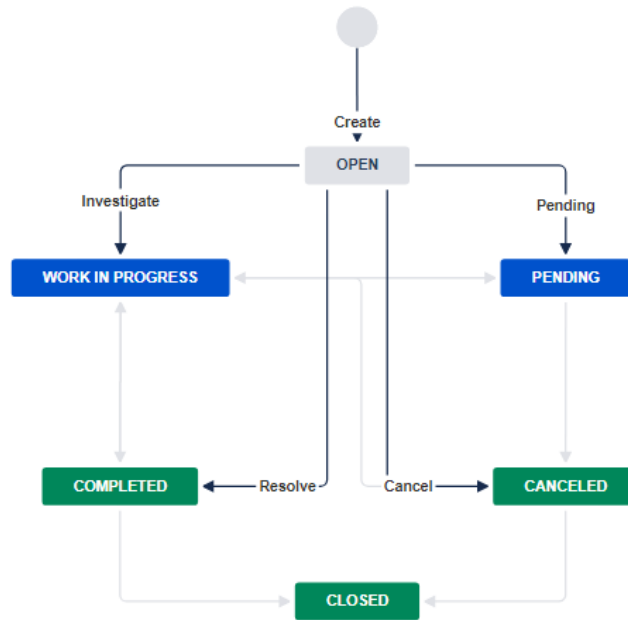 Create
OPEN
Investigate
Pending
WORK IN PROGRESS
PENDING
COMPLETED
Resolve
Cancel
CANCELED
CLOSED